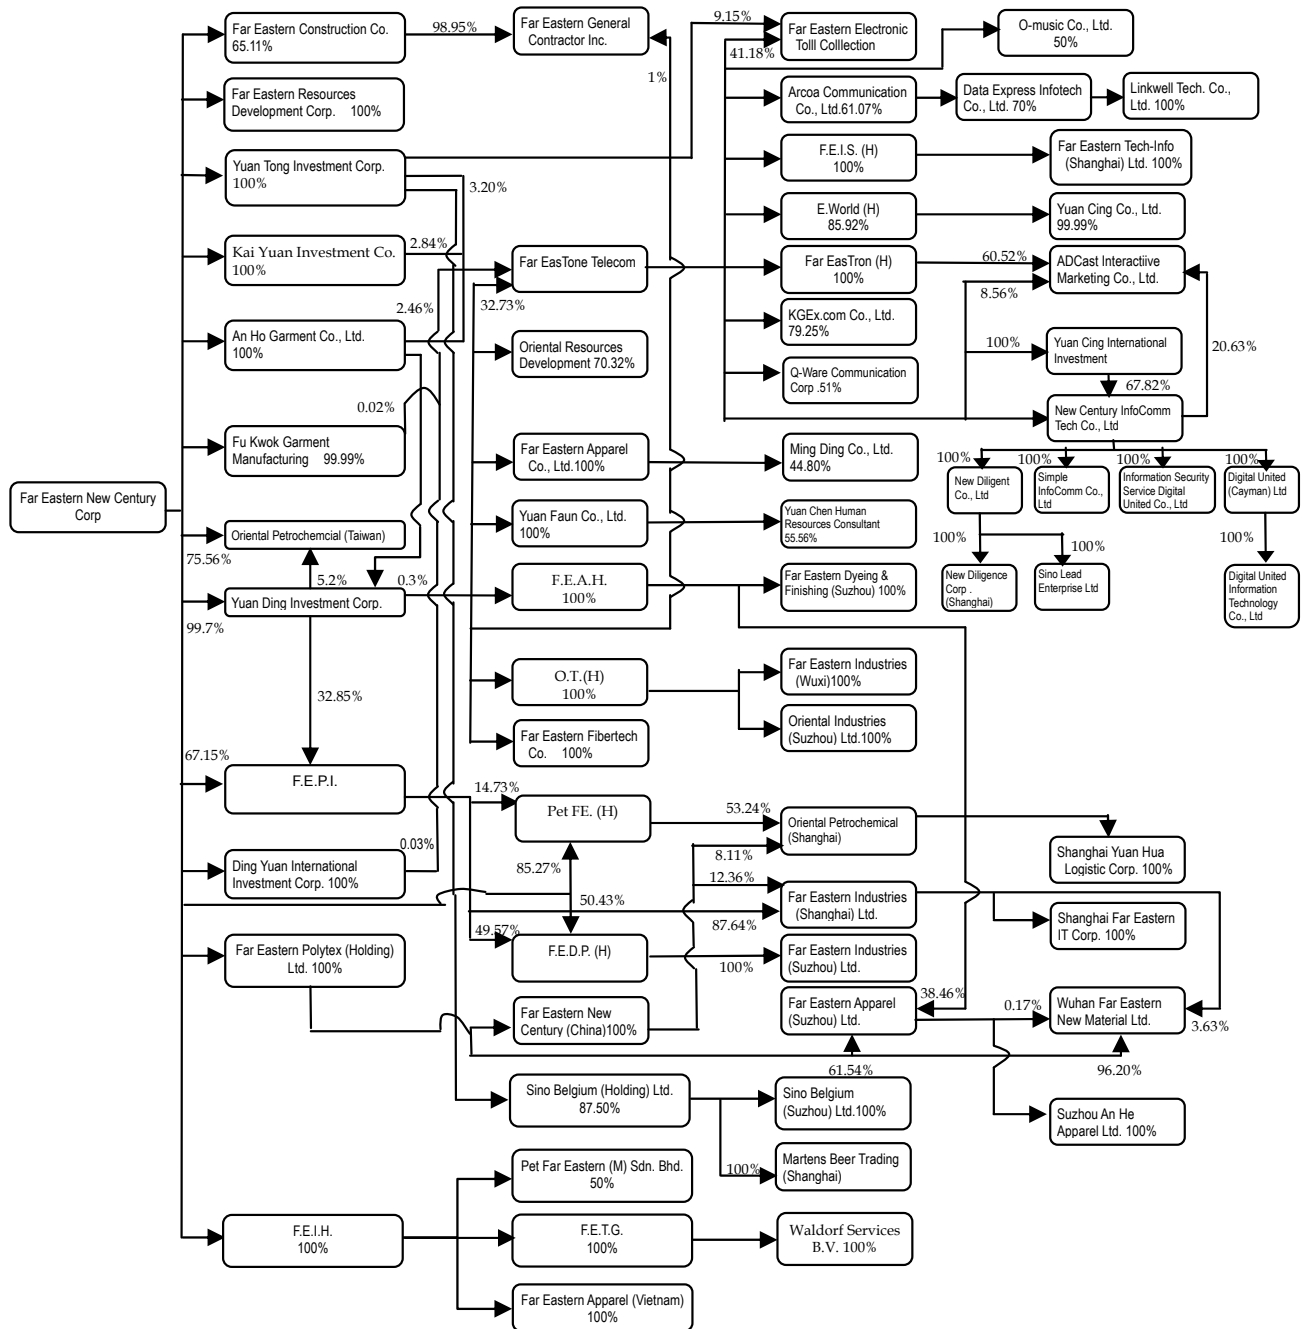 Far Eastern New Century
Corp
Far Eastern Construction Co.
65.11%
98.95%
Far Eastern General
Contractor Inc.
1%
Far Eastern Resources
Development Corp. 100%
Yuan Tong Investment Corp.
100%
3.20%
Kai Yuan Investment Co.
100%
2.84%
An Ho Garment Co., Ltd.
100%
2.46%
0.02%
Fu Kwok Garment
Manufacturing 99.99%
Oriental Petrochemcial (Taiwan)
75.56%
5.2%
0.3%
Yuan Ding Investment Corp.
99.7%
32.85%
67.15%
F.E.P.I.
0.03%
Ding Yuan International
Investment Corp. 100%
Far Eastern Polytex (Holding)
Ltd. 100%
F.E.I.H.
100%
Far EasTone Telecom
32.73%
Oriental Resources
Development 70.32%
Far Eastern Apparel
Co., Ltd.100%
Yuan Faun Co., Ltd.
100%
F.E.A.H.
100%
O.T.(H)
100%
Far Eastern Fibertech
Co. 100%
14.73%
Pet FE. (H)
85.27%
50.43%
49.57%
F.E.D.P. (H)
Far Eastern New
Century (China)100%
Sino Belgium (Holding) Ltd.
87.50%
Pet Far Eastern (M) Sdn. Bhd.
50%
F.E.T.G.
100%
Far Eastern Apparel (Vietnam)
100%
9.15%
Far Eastern Electronic
Tolll Colllection
41.18%
O-music Co., Ltd.
50%
Arcoa Communication
Co., Ltd.61.07%
Data Express Infotech
Co., Ltd. 70%
Linkwell Tech. Co.,
Ltd. 100%
F.E.I.S. (H)
100%
Far Eastern Tech-Info
(Shanghai) Ltd. 100%
E.World (H)
85.92%
Yuan Cing Co., Ltd.
99.99%
Far EasTron (H)
100%
60.52%
ADCast Interactiive
Marketing Co., Ltd.
8.56%
KGEx.com Co., Ltd.
79.25%
100%
Yuan Cing International
Investment
20.63%
Q-Ware Communication
Corp .51%
67.82%
New Century InfoComm
Tech Co., Ltd
100%
100%
100%
100%
New Diligent
Co., Ltd
Simple
InfoComm Co.,
Ltd
Information Security
Service Digital
United Co., Ltd
Digital United
(Cayman) Ltd
100%
100%
100%
New Diligence
Corp .
(Shanghai)
Sino Lead
Enterprise Ltd
Digital United
Information
Technology
Co., Ltd
Ming Ding Co., Ltd.
44.80%
Yuan Chen Human
Resources Consultant
55.56%
Far Eastern Dyeing &
Finishing (Suzhou) 100%
Far Eastern Industries
(Wuxi)100%
Oriental Industries
(Suzhou) Ltd.100%
53.24%
Oriental Petrochemical
(Shanghai)
8.11%
Shanghai Yuan Hua
Logistic Corp. 100%
12.36%
Far Eastern Industries
(Shanghai) Ltd.
87.64%
Shanghai Far Eastern
IT Corp. 100%
100%
Far Eastern Industries
(Suzhou) Ltd.
38.46%
Far Eastern Apparel
(Suzhou) Ltd.
61.54%
0.17%
Wuhan Far Eastern
New Material Ltd.
3.63%
96.20%
Sino Belgium
(Suzhou) Ltd.100%
Suzhou An He
Apparel Ltd. 100%
100%
Martens Beer Trading
(Shanghai)
Waldorf Services
B.V. 100%